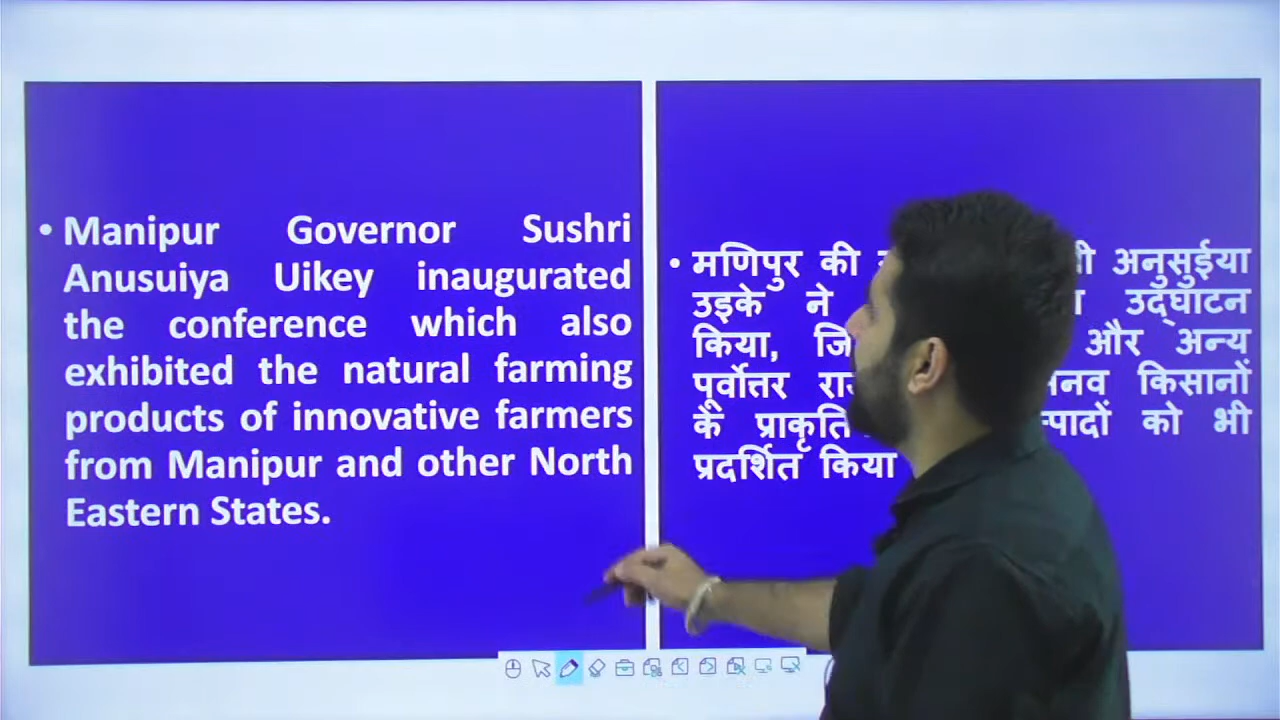 • Manipur Governor Sushri
Anusuiya Uikey inaugurated
the conference which also
exhibited the natural farming
products of innovative farmers
from Manipur and other North
Eastern States.
• मणिपुर की अनुसुईया
उइके ने उद्घाटन
किया, और अन्य
पूर्वोत्तर किसानों
के को भी
प्रदर्शित किया